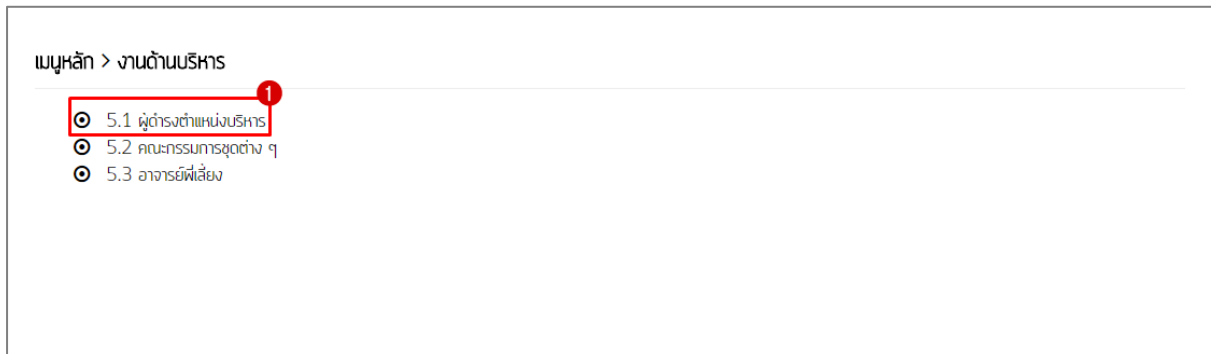 เมนูหลัก > งานด้านบริหาร
1
5.1 ผู้ดำรงตำแหน่งบริหาร
5.2 คณะกรรมการชุดต่าง ๆ
5.3 อาจารย์พี่เลี้ยง